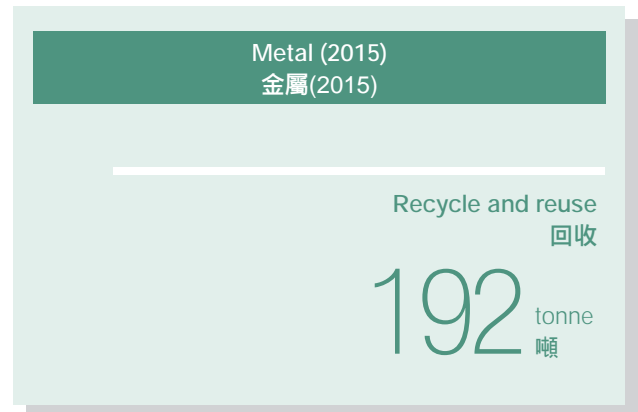 Metal (2015)
金屬(2015)
Recycle and reuse
回收
192 tonne
噸